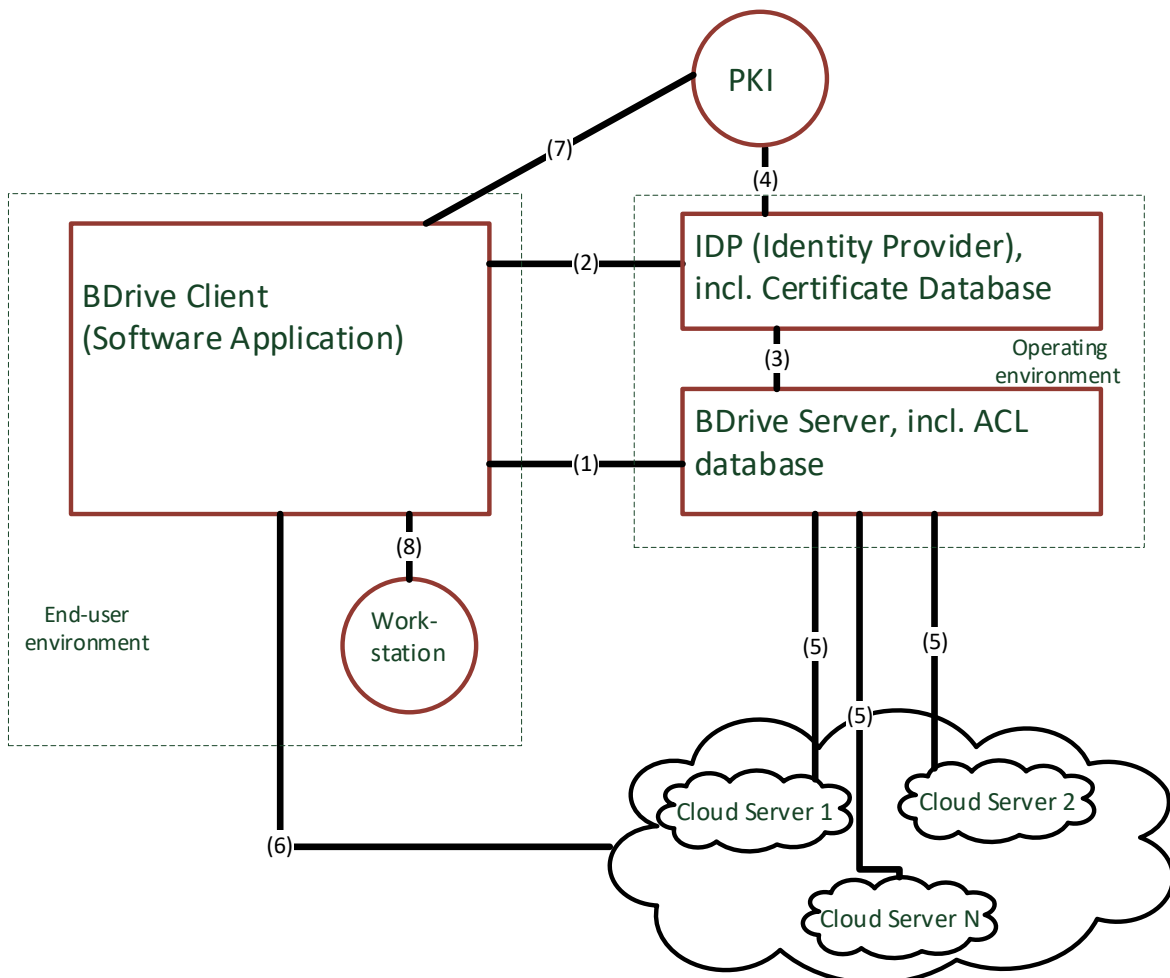 PKI
(7)
(4)
IDP (Identity Provider),
incl. Certificate Database
(2)
BDrive Client
(Software Application)
(3)
Operating
environment
BDrive Server, incl. ACL
database
(1)
(8)
End-user
environment
Work-
station
(5)
(5)
(5)
Cloud Server 1
Cloud Server 2
(6)
Cloud Server N